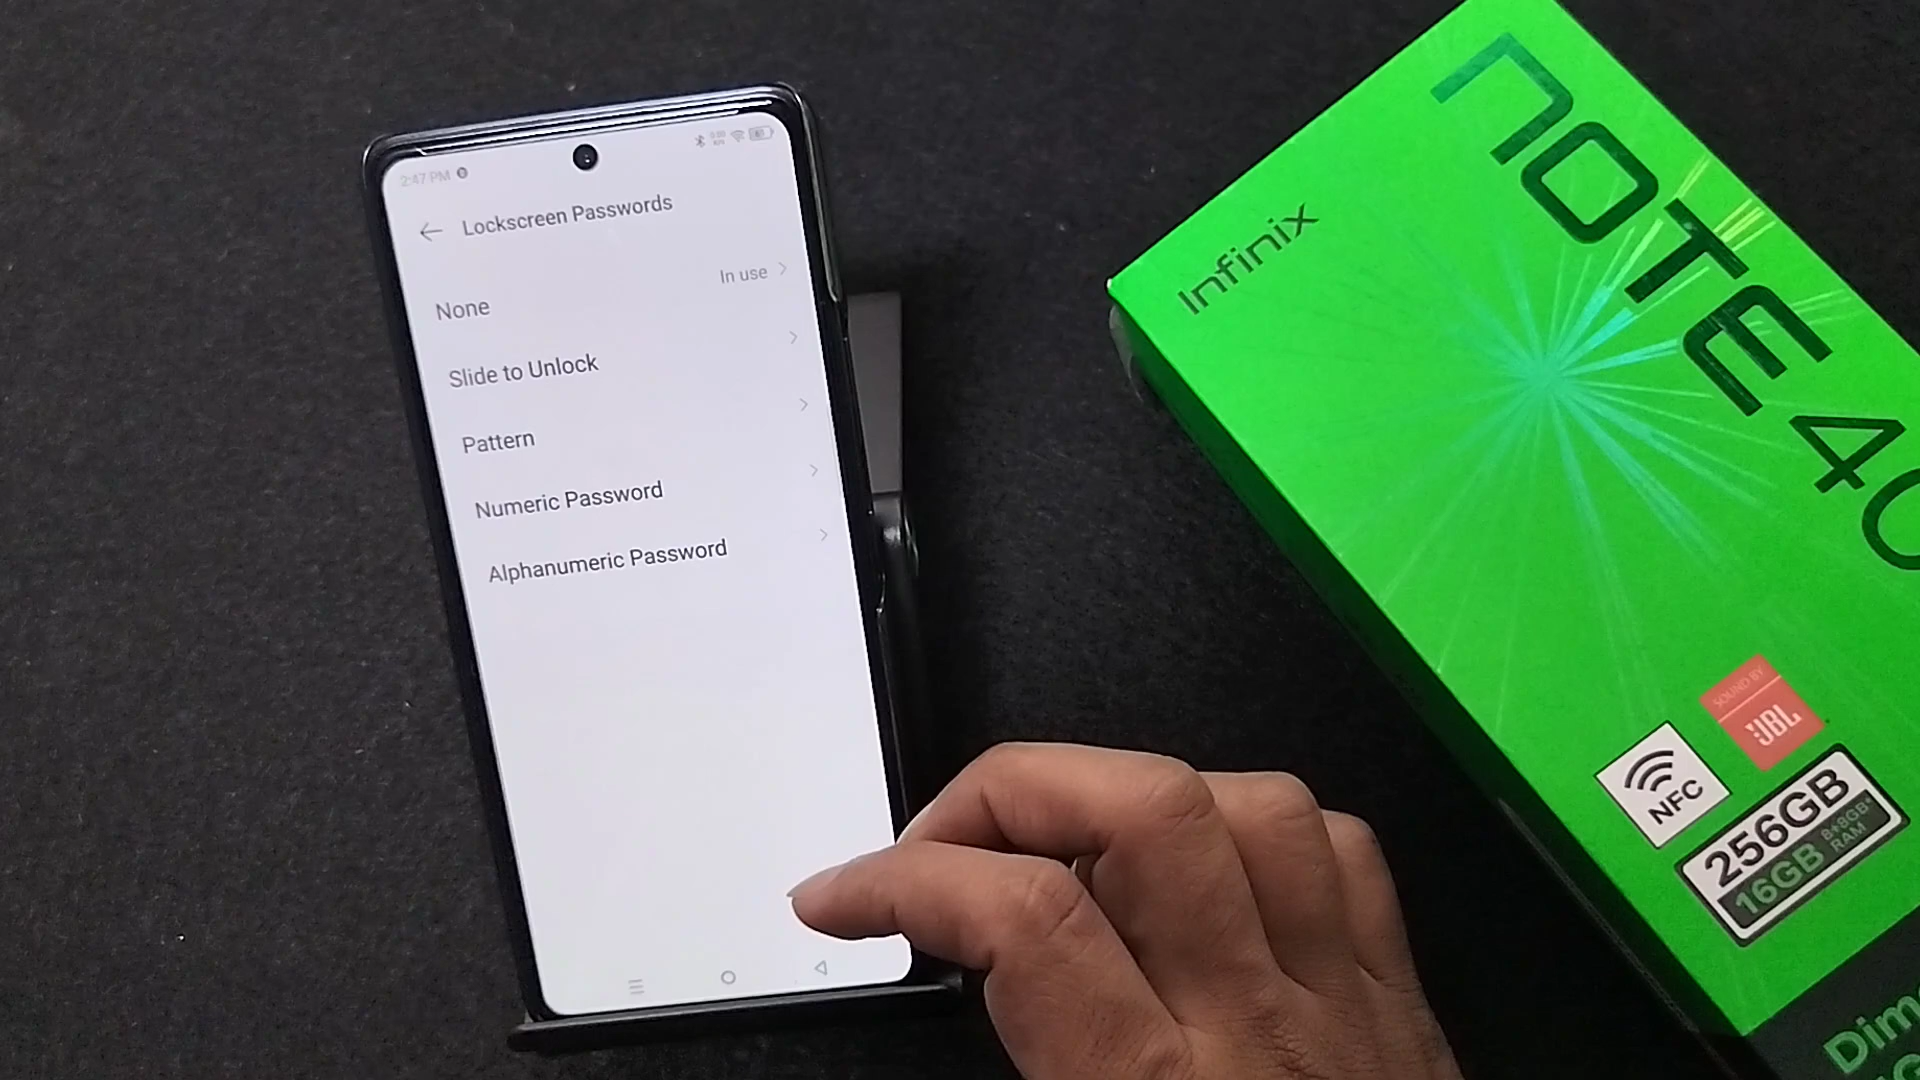 2:47 PM
Lockscreen Passwords
None
In use
Slide to Unlock
Pattern
Numeric Password
Alphanumeric Password
Infinix
NOTE 40
SOUND BY
JBL
NFC
256GB
16GB 8+8GB*
RAM